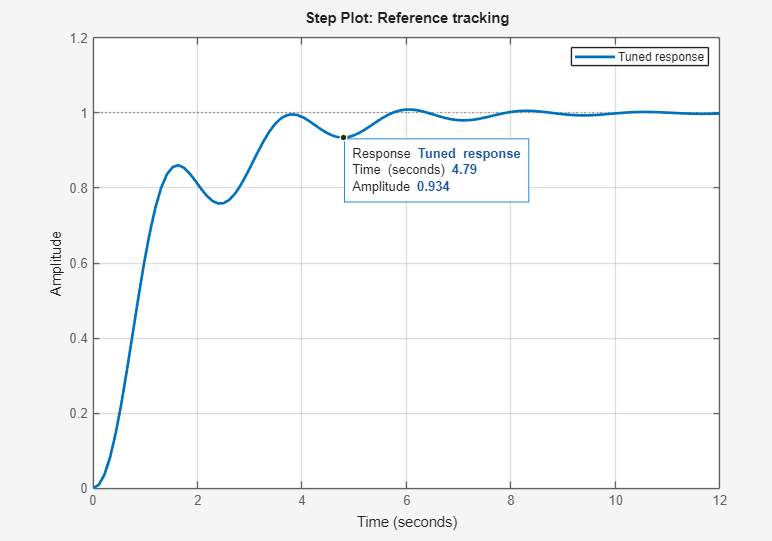 Step Plot: Reference tracking
Tuned response
Response Tuned response
Time (seconds) 4.79
Amplitude 0.934
Amplitude
1.2
1
0.8
0.6
0.4
0.2
0
0 2 4 6 8 10 12
Time (seconds)